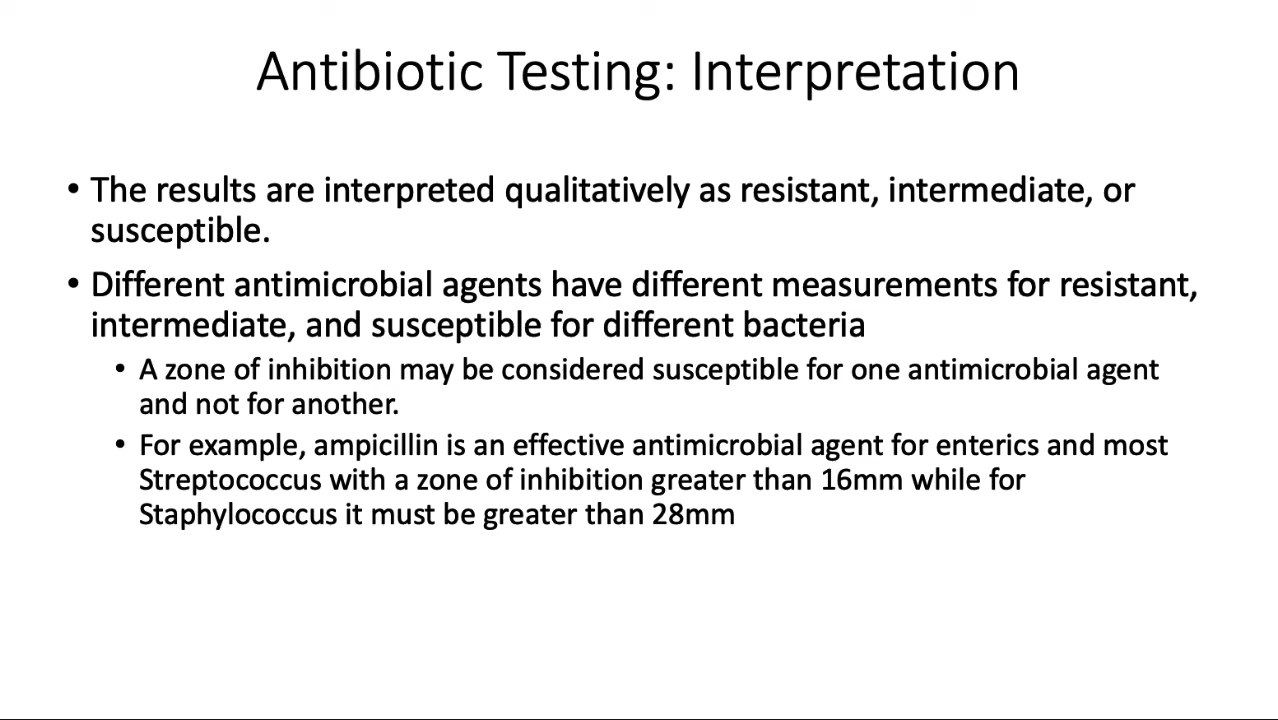 Antibiotic Testing: Interpretation
• The results are interpreted qualitatively as resistant, intermediate, or
susceptible.
• Different antimicrobial agents have different measurements for resistant,
intermediate, and susceptible for different bacteria
• A zone of inhibition may be considered susceptible for one antimicrobial agent
and not for another.
• For example, ampicillin is an effective antimicrobial agent for enterics and most
Streptococcus with a zone of inhibition greater than 16mm while for
Staphylococcus it must be greater than 28mm